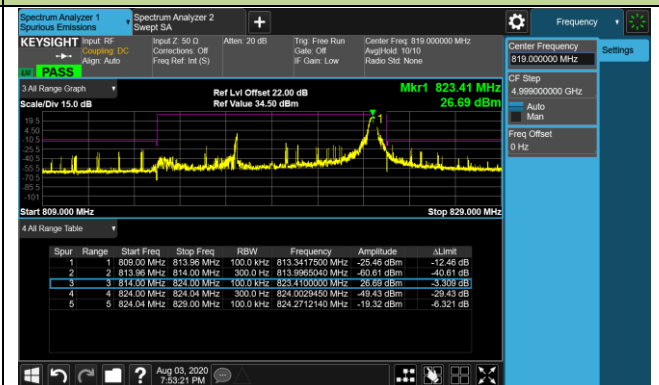 Spectrum Analyzer 1
Spurious Emissions
Spectrum Analyzer 2
Swept SA
+
Frequency
KEYSIGHT
Input: RF
Coupling: DC
Align: Auto
Input Z: 50 Ω
Corrections: Off
Freq Ref: Int (S)
Atten: 20 dB
Trig: Free Run
Gate: Off
IF Gain: Low
Center Freq: 819.000000 MHz
Avg|Hold: 10/10
Radio Std: None
PASS
Center Frequency
819.000000 MHz
Settings
CF Step
4.999000000 GHz
Auto
Man
Freq Offset
0 Hz
3 All Range Graph
Scale/Div 15.0 dB
Ref Lvl Offset 22.00 dB
Ref Value 34.50 dBm
Mkr1 823.41 MHz
26.69 dBm
1
19.5
4.50
-10.5
-25.5
-40.5
-55.5
-70.5
-85.5
-101
Start 809.000 MHz
Stop 829.000 MHz
4 All Range Table
Spur Range Start Freq Stop Freq RBW Frequency Amplitude ΔLimit
1 1 809.00 MHz 813.96 MHz 100.0 kHz 813.3417500 MHz -25.46 dBm -12.46 dB
2 2 813.96 MHz 814.00 MHz 300.0 Hz 813.9965040 MHz -60.61 dBm -40.61 dB
3 3 814.00 MHz 824.00 MHz 100.0 kHz 823.4100000 MHz 26.69 dBm -3.309 dB
4 4 824.00 MHz 824.04 MHz 300.0 Hz 824.0029450 MHz -49.43 dBm -29.43 dB
5 5 824.04 MHz 829.00 MHz 100.0 kHz 824.2712140 MHz -19.32 dBm -6.321 dB
?
Aug 03, 2020
7:53:21 PM